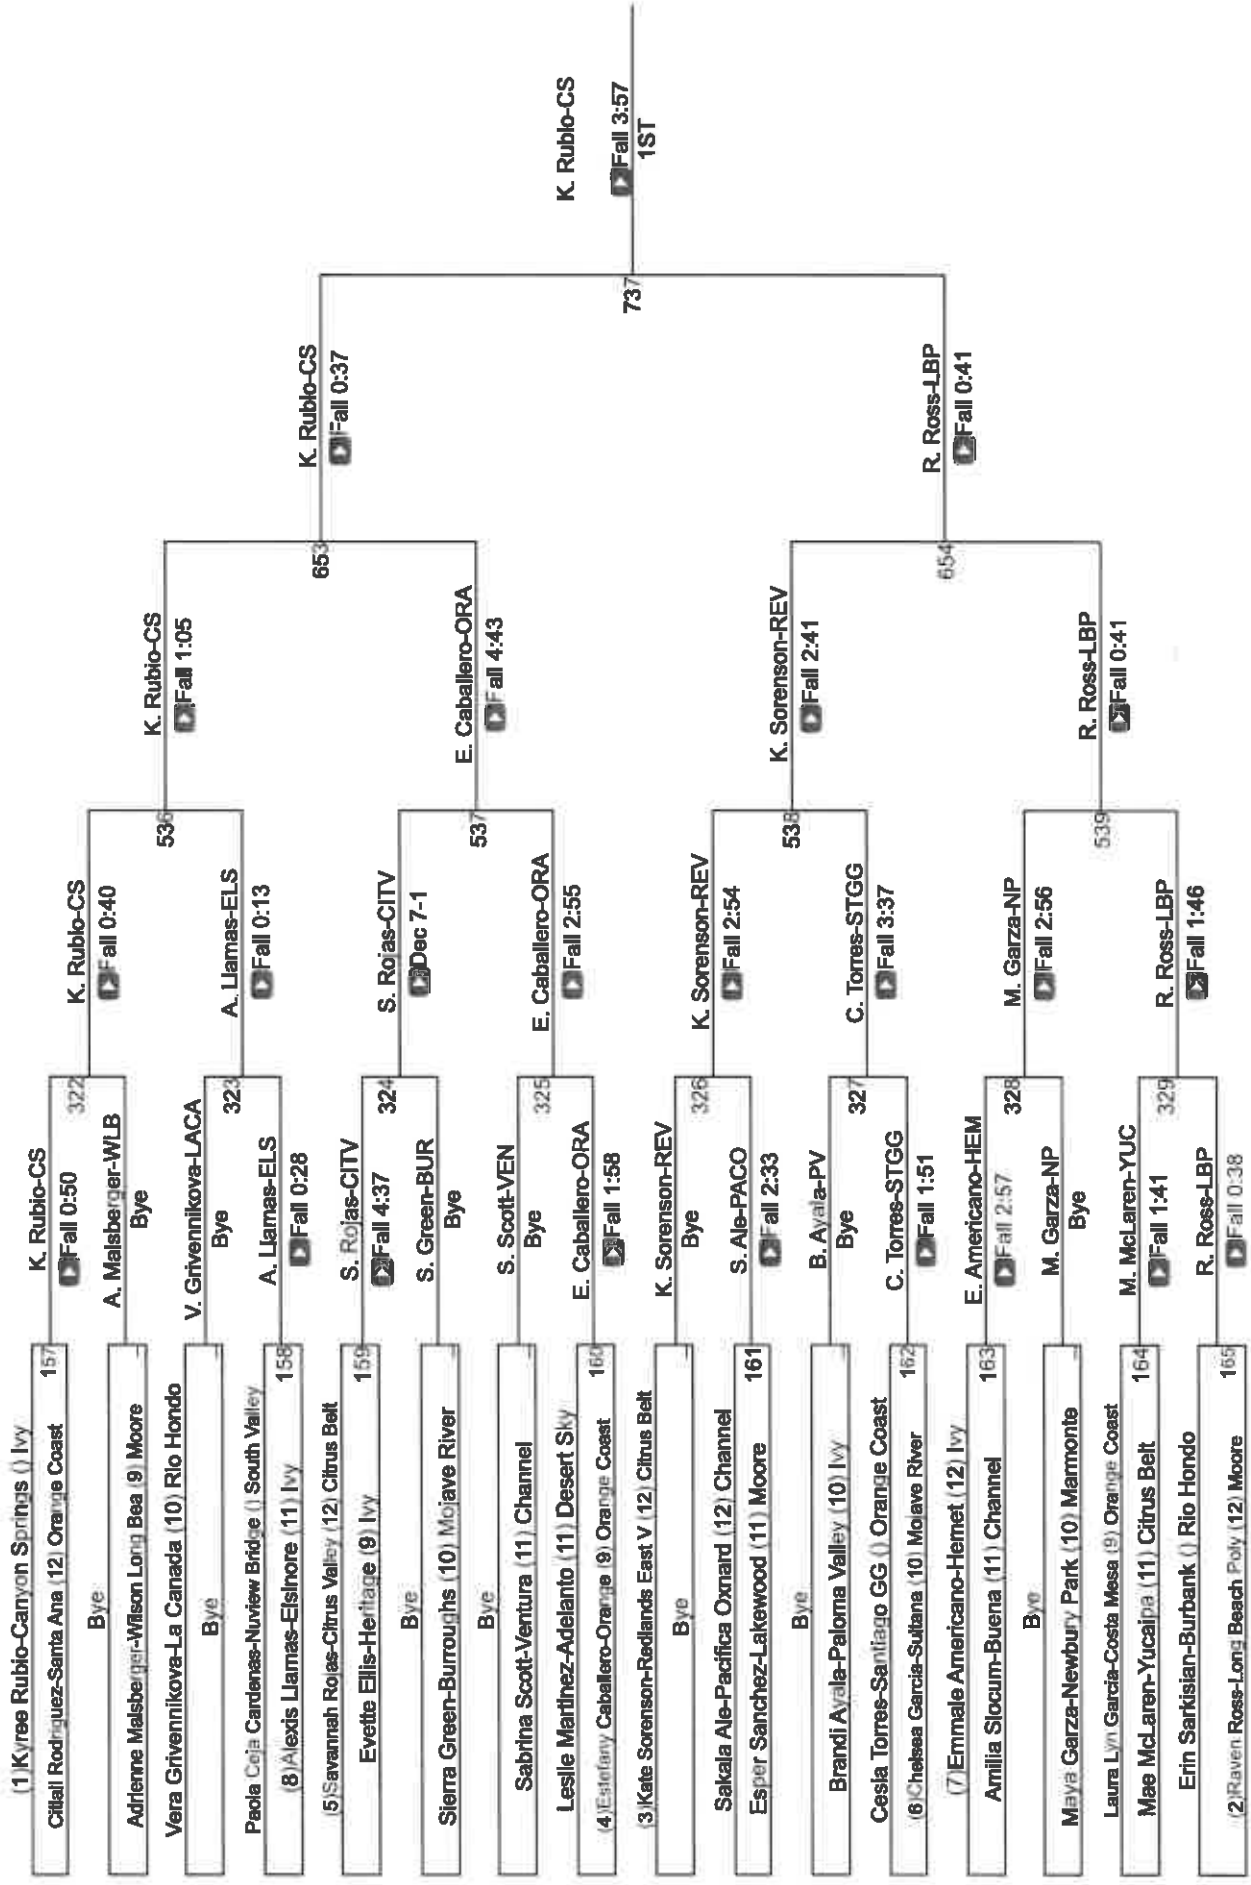 (1)Kyree Rubio-Canyon Springs () Ivy
Citlali Rodriguez-Santa Ana (12) Orange Coast
157
Bye
Adrienne Malsberger-Wilson Long Bea (9) Moore
Vera Grivennikova-La Canada (10) Rio Hondo
Bye
Paola Ceja Cardenas-Nuview Bridge () South Valley
(8)Alexis Llamas-Elsinore (11) Ivy
158
(5)Savannah Rojas-Citrus Valley (12) Citrus Belt
Evette Ellis-Heritage (9) Ivy
159
Bye
Sierra Green-Burroughs (10) Mojave River
Bye
Sabrina Scott-Ventura (11) Channel
Leslie Martinez-Adelanto (11) Desert Sky
(4)Estefany Caballero-Orange (9) Orange Coast
160
(3)Kate Sorenson-Redlands East V (12) Citrus Belt
Bye
Sakala Ale-Pacifica Oxnard (12) Channel
Esper Sanchez-Lakewood (11) Moore
161
Bye
Brandi Ayala-Paloma Valley (10) Ivy
Cesia Torres-Santiago GG () Orange Coast
(6)Chelsea Garcia-Sultana (10) Mojave River
162
(7)Emmale Americano-Hemet (12) Ivy
Amilia Slocum-Buena (11) Channel
163
Bye
Maya Garza-Newbury Park (10) Marmonte
Laura Lyn Garcia-Costa Mesa (9) Orange Coast
Mae McLaren-Yucaipa (11) Citrus Belt
164
Erin Sarkisian-Burbank () Rio Hondo
(2)Raven Ross-Long Beach Poly (12) Moore
165
K. Rubio-CS
Fall 0:50
322
A. Malsberger-WLB
Bye
V. Grivennikova-LACA
Bye
323
A. Llamas-ELS
Fall 0:28
S. Rojas-CITV
Fall 4:37
324
S. Green-BUR
Bye
S. Scott-VEN
Bye
325
E. Caballero-ORA
Fall 1:58
K. Sorenson-REV
Bye
326
S. Ale-PACO
Fall 2:33
B. Ayala-PV
Bye
327
C. Torres-STGG
Fall 1:51
E. Americano-HEM
Fall 2:57
328
M. Garza-NP
Bye
M. McLaren-YUC
Fall 1:41
329
R. Ross-LBP
Fall 0:38
K. Rubio-CS
Fall 0:40
536
A. Llamas-ELS
Fall 0:13
S. Rojas-CITV
Dec 7-1
537
E. Caballero-ORA
Fall 2:55
K. Sorenson-REV
Fall 2:54
538
C. Torres-STGG
Fall 3:37
M. Garza-NP
Fall 2:56
539
R. Ross-LBP
Fall 1:46
K. Rubio-CS
Fall 1:05
653
E. Caballero-ORA
Fall 4:43
K. Sorenson-REV
Fall 2:41
654
R. Ross-LBP
Fall 0:41
K. Rubio-CS
Fall 0:37
737
R. Ross-LBP
Fall 0:41
K. Rubio-CS
Fall 3:57
1ST